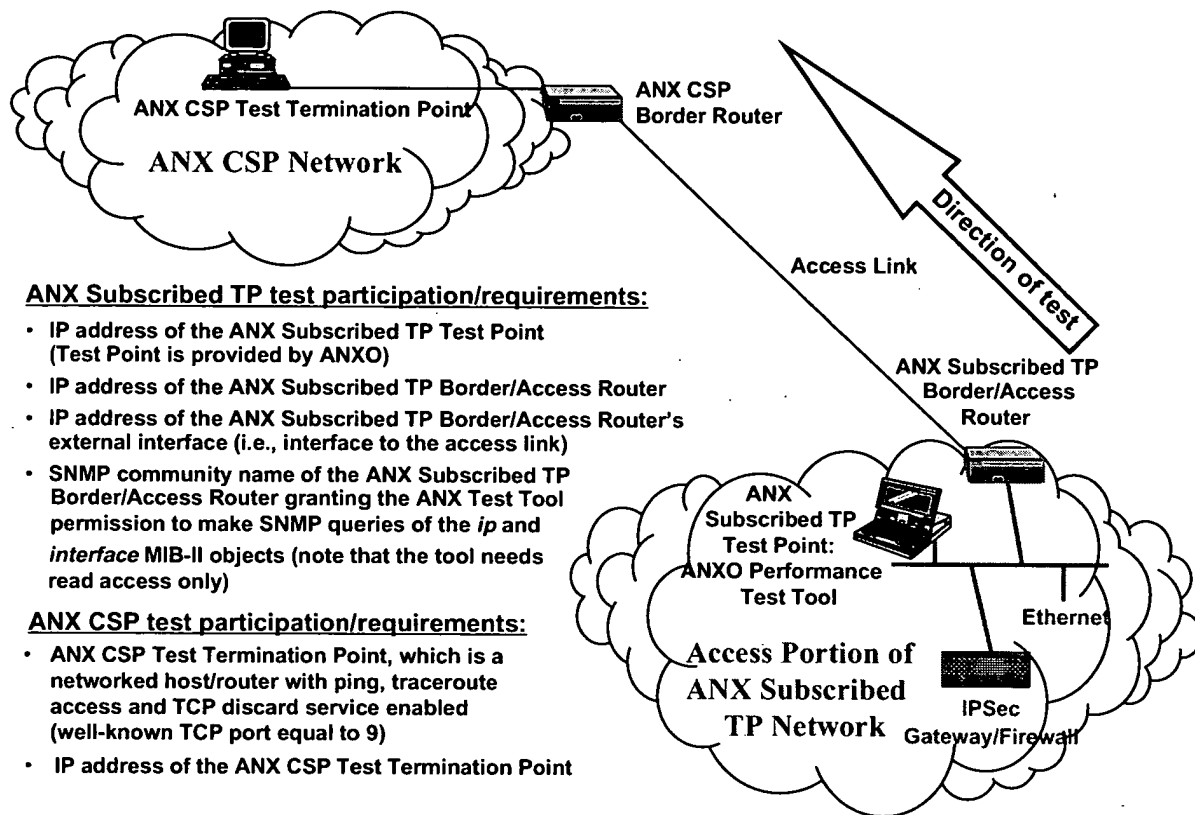 ANX CSP Test Termination Point
ANX CSP Network
ANX CSP
Border Router
Direction of test
Access Link
ANX Subscribed TP
Border/Access
Router
ANX Subscribed TP test participation/requirements:
• IP address of the ANX Subscribed TP Test Point
(Test Point is provided by ANXO)
• IP address of the ANX Subscribed TP Border/Access Router
• IP address of the ANX Subscribed TP Border/Access Router's
external interface (i.e., interface to the access link)
• SNMP community name of the ANX Subscribed TP
Border/Access Router granting the ANX Test Tool
permission to make SNMP queries of the ip and
interface MIB-II objects (note that the tool needs
read access only)
ANX CSP test participation/requirements:
• ANX CSP Test Termination Point, which is a
networked host/router with ping, traceroute
access and TCP discard service enabled
(well-known TCP port equal to 9)
• IP address of the ANX CSP Test Termination Point
ANX
Subscribed TP
Test Point:
ANXO Performance
Test Tool
Ethernet
Access Portion of
ANX Subscribed
TP Network
IPSec
Gateway/Firewall